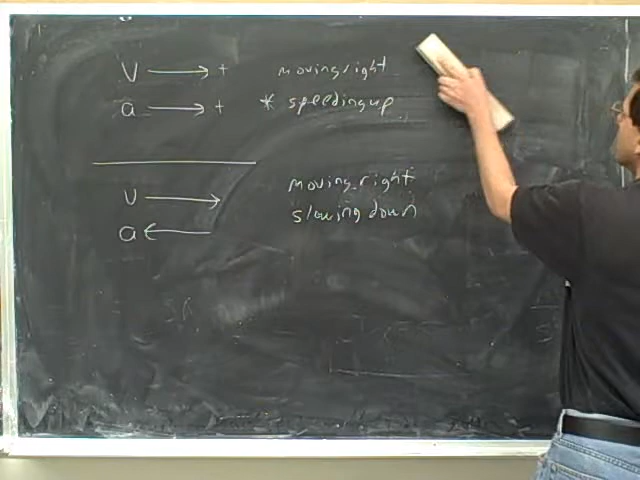 V → + moving right
a → + * speeding up
v → moving right
slowing down
a ←